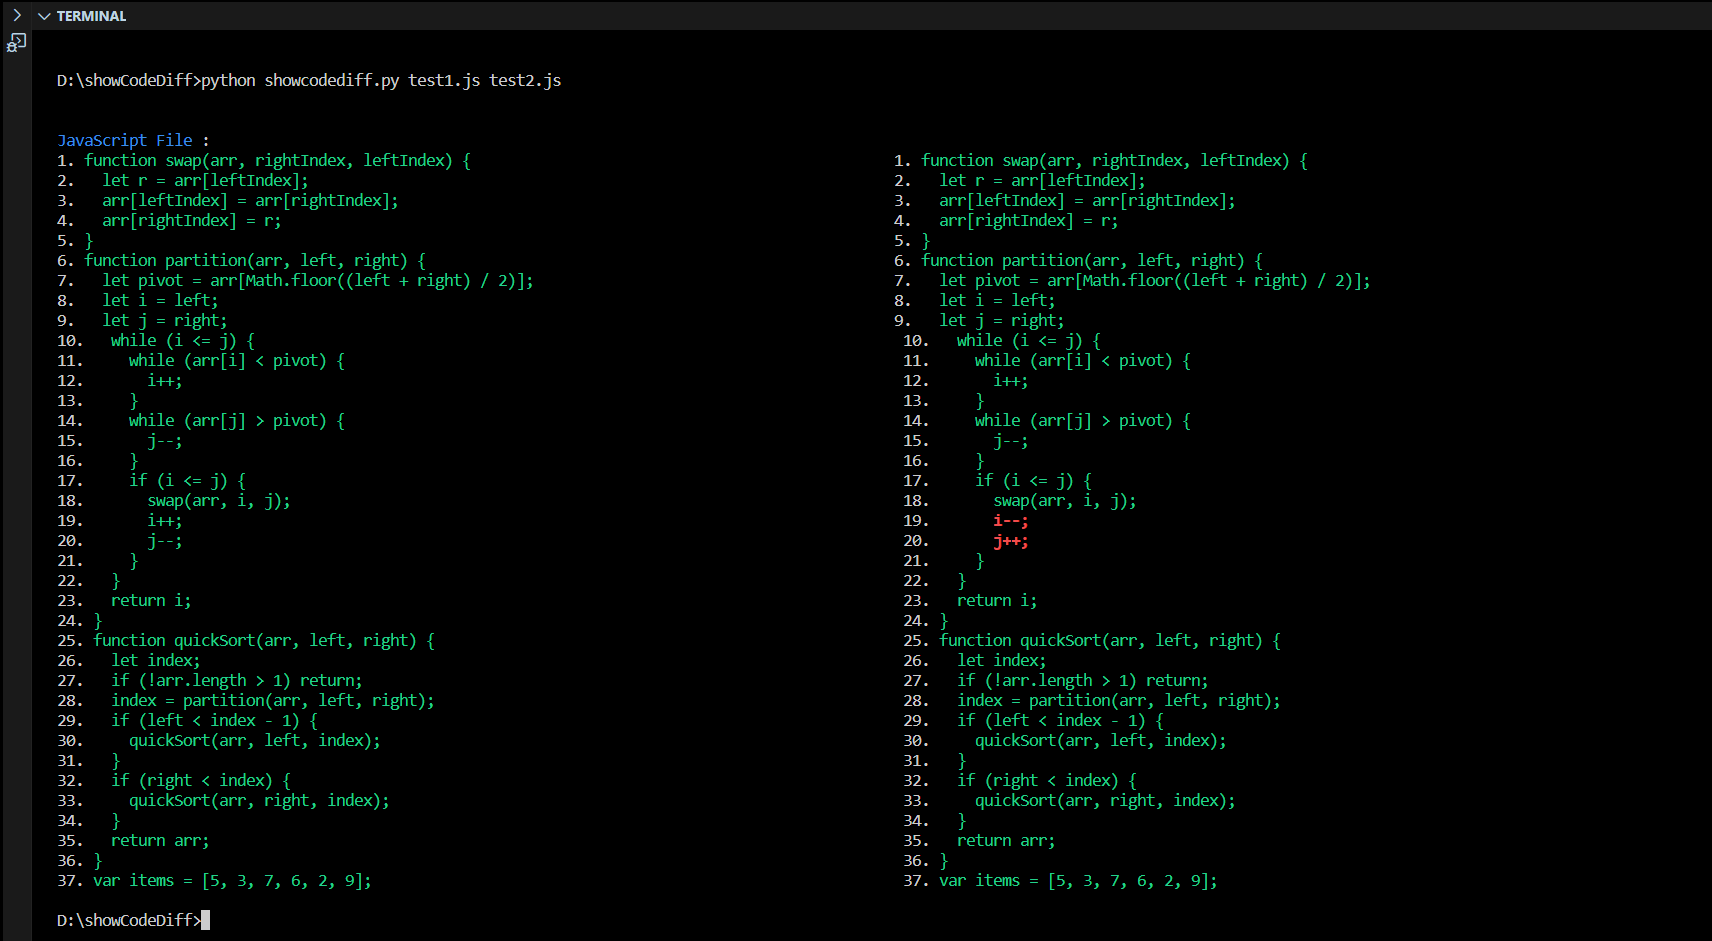 TERMINAL
D:\showCodeDiff>python showcodediff.py test1.js test2.js
JavaScript File :
1. function swap(arr, rightIndex, leftIndex) {
2.   let r = arr[leftIndex];
3.   arr[leftIndex] = arr[rightIndex];
4.   arr[rightIndex] = r;
5. }
6. function partition(arr, left, right) {
7.   let pivot = arr[Math.floor((left + right) / 2)];
8.   let i = left;
9.   let j = right;
10.   while (i <= j) {
11.     while (arr[i] < pivot) {
12.       i++;
13.     }
14.     while (arr[j] > pivot) {
15.       j--;
16.     }
17.     if (i <= j) {
18.       swap(arr, i, j);
19.       i++;
20.       j--;
21.     }
22.   }
23.   return i;
24. }
25. function quickSort(arr, left, right) {
26.   let index;
27.   if (!arr.length > 1) return;
28.   index = partition(arr, left, right);
29.   if (left < index - 1) {
30.     quickSort(arr, left, index);
31.   }
32.   if (right < index) {
33.     quickSort(arr, right, index);
34.   }
35.   return arr;
36. }
37. var items = [5, 3, 7, 6, 2, 9];
1. function swap(arr, rightIndex, leftIndex) {
2.   let r = arr[leftIndex];
3.   arr[leftIndex] = arr[rightIndex];
4.   arr[rightIndex] = r;
5. }
6. function partition(arr, left, right) {
7.   let pivot = arr[Math.floor((left + right) / 2)];
8.   let i = left;
9.   let j = right;
10.   while (i <= j) {
11.     while (arr[i] < pivot) {
12.       i++;
13.     }
14.     while (arr[j] > pivot) {
15.       j--;
16.     }
17.     if (i <= j) {
18.       swap(arr, i, j);
19.       i--;
20.       j++;
21.     }
22.   }
23.   return i;
24. }
25. function quickSort(arr, left, right) {
26.   let index;
27.   if (!arr.length > 1) return;
28.   index = partition(arr, left, right);
29.   if (left < index - 1) {
30.     quickSort(arr, left, index);
31.   }
32.   if (right < index) {
33.     quickSort(arr, right, index);
34.   }
35.   return arr;
36. }
37. var items = [5, 3, 7, 6, 2, 9];
D:\showCodeDiff>